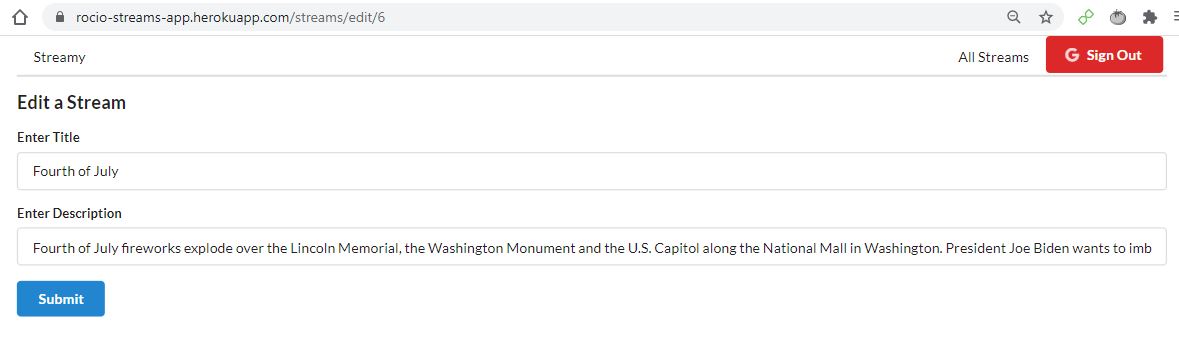 rocio-streams-app.herokuapp.com/streams/edit/6
Streamy
All Streams
G Sign Out
Edit a Stream
Enter Title
Fourth of July
Enter Description
Fourth of July fireworks explode over the Lincoln Memorial, the Washington Monument and the U.S. Capitol along the National Mall in Washington. President Joe Biden wants to imb
Submit